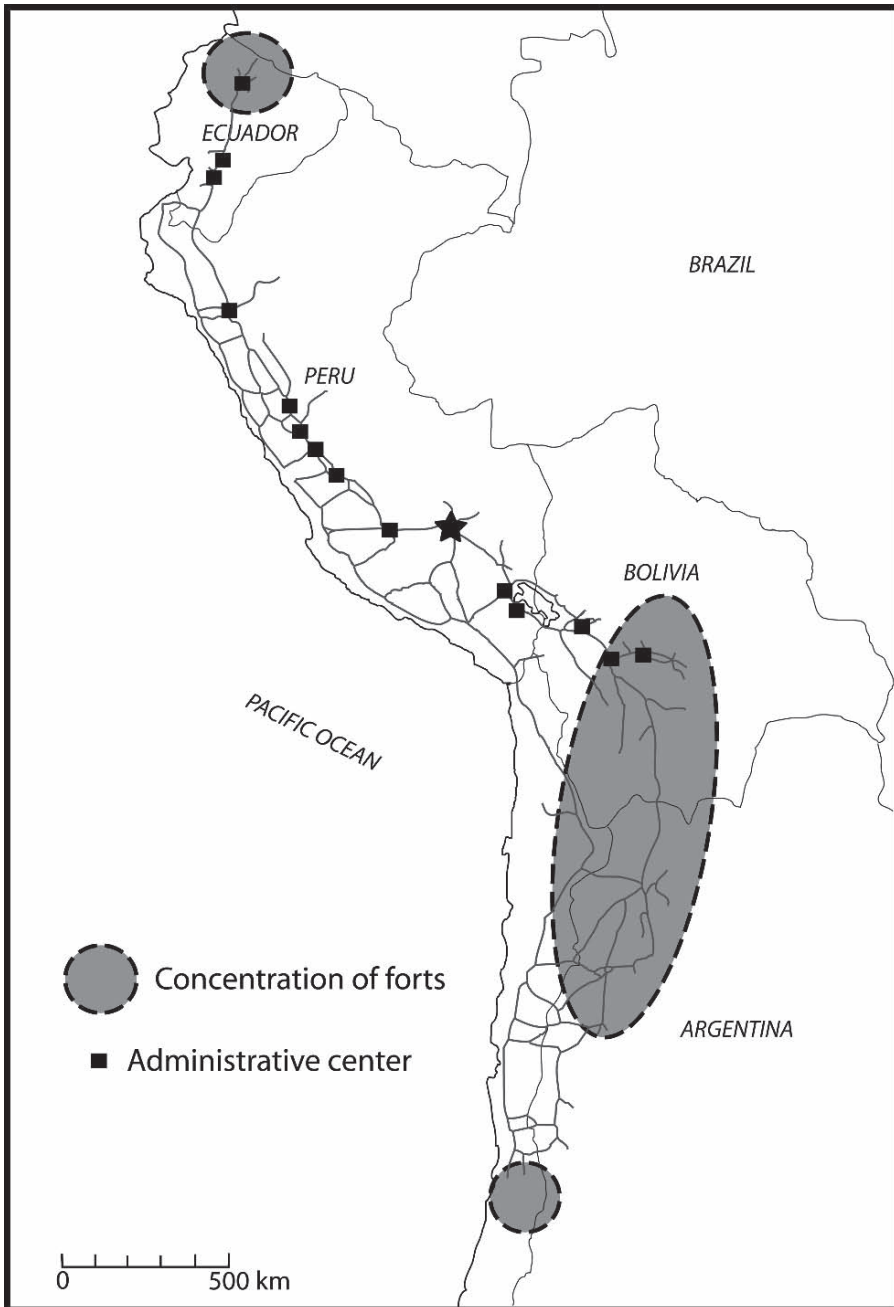 ECUADOR
BRAZIL
PERU
BOLIVIA
PACIFIC OCEAN
Concentration of forts
ARGENTINA
Administrative center
0 500 km